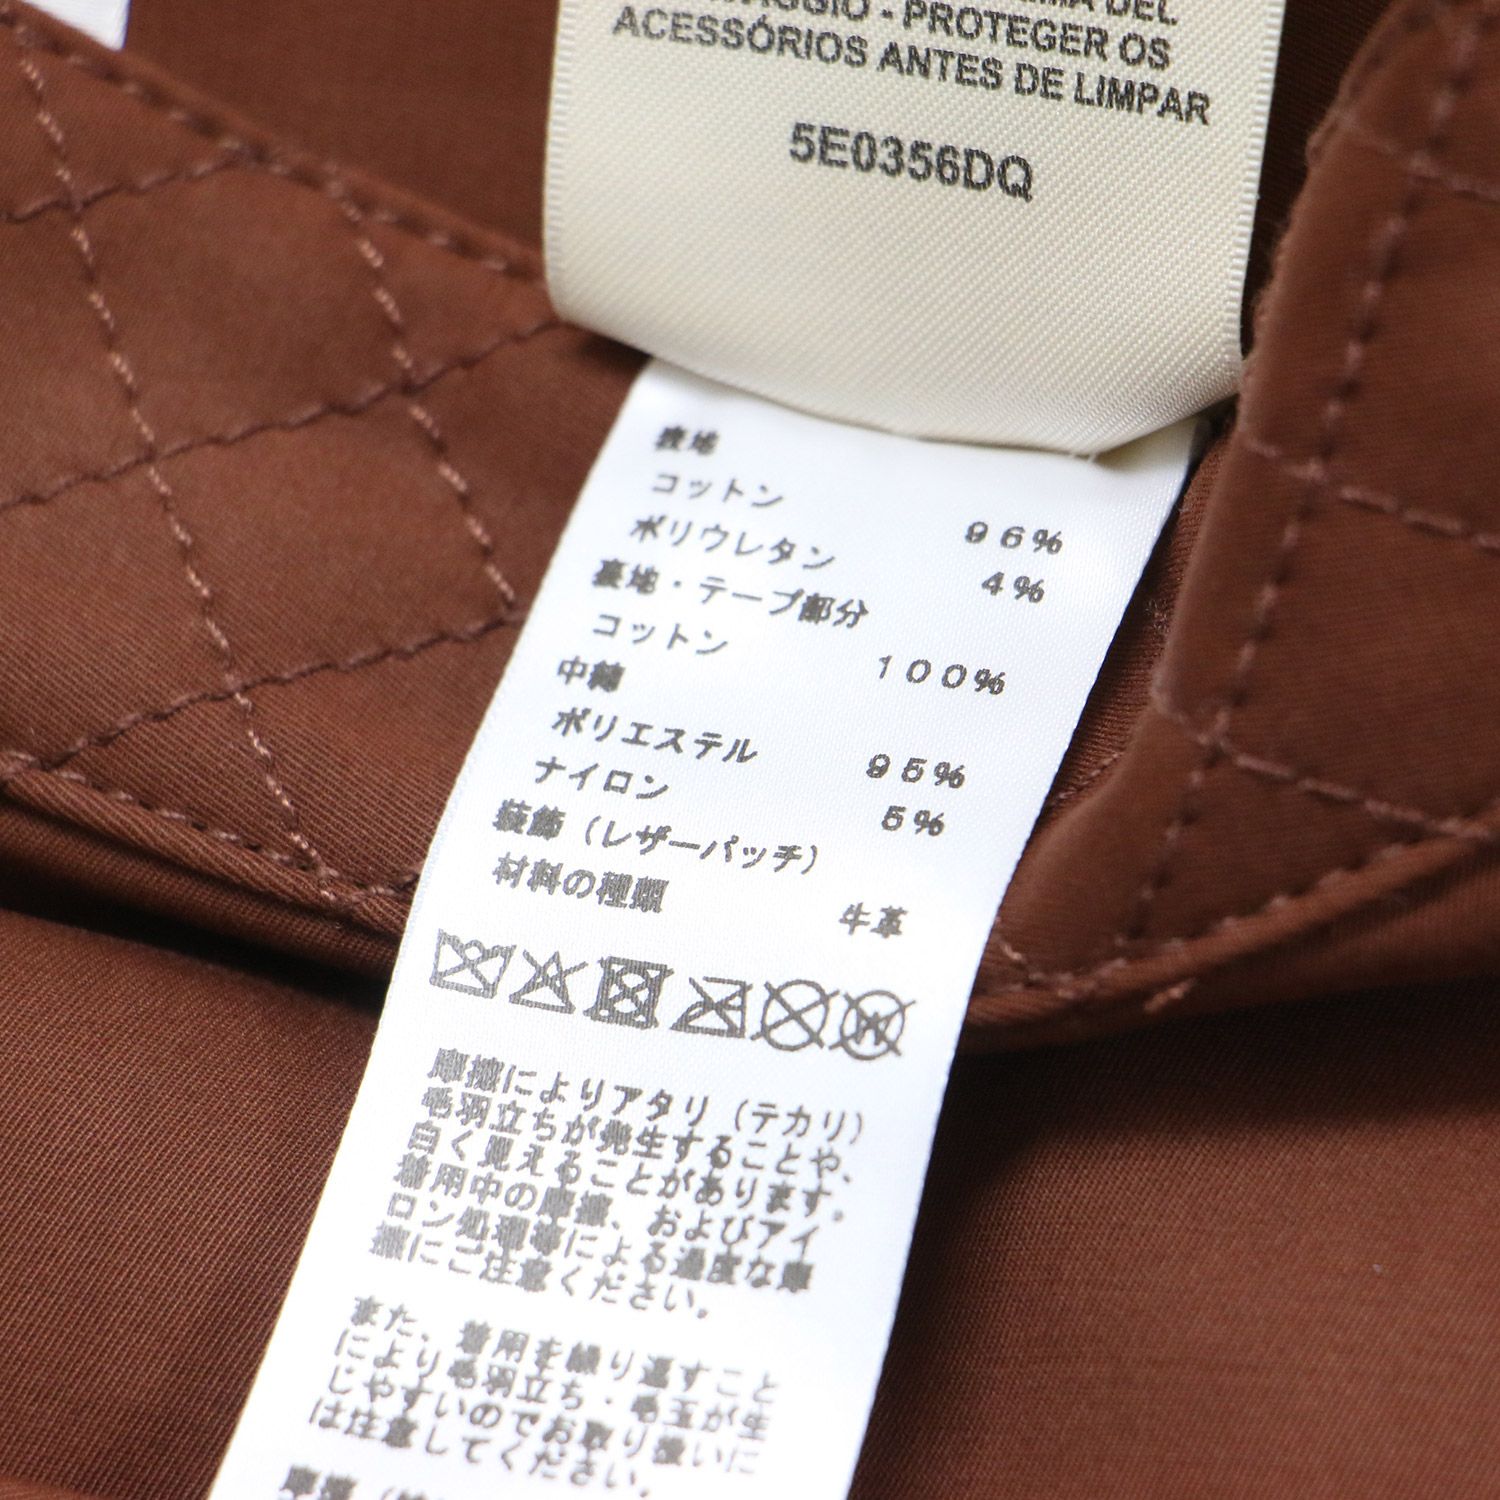 DEL
- PROTEGER OS
ACESSÓRIOS ANTES DE LIMPAR
5E0356DQ
表地
コットン 96%
ポリウレタン 4%
裏地・テープ部分
コットン 100%
中綿
ポリエステル 95%
ナイロン 5%
装飾(レザーパッチ)
材料の種類 牛革
摩擦によりアタリ(テカリ)
毛羽立ちが発生することや、
白く見えることがあります。
着用中の摩擦、およびアイ
ロン処理等による過度な摩
擦にご注意ください。
また、着用を繰り返すこと
により毛羽立ち・毛玉が生
じやすいのでお取り扱いに
は注意してください。
摩擦